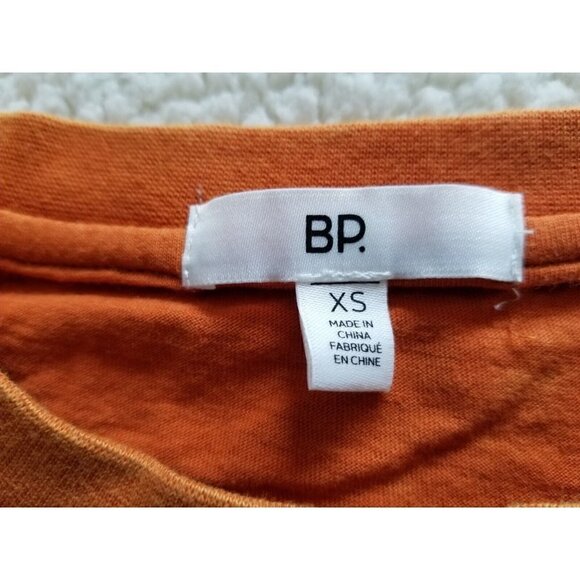 BP.
XS
MADE IN
CHINA
FABRIQUÉ
EN CHINE